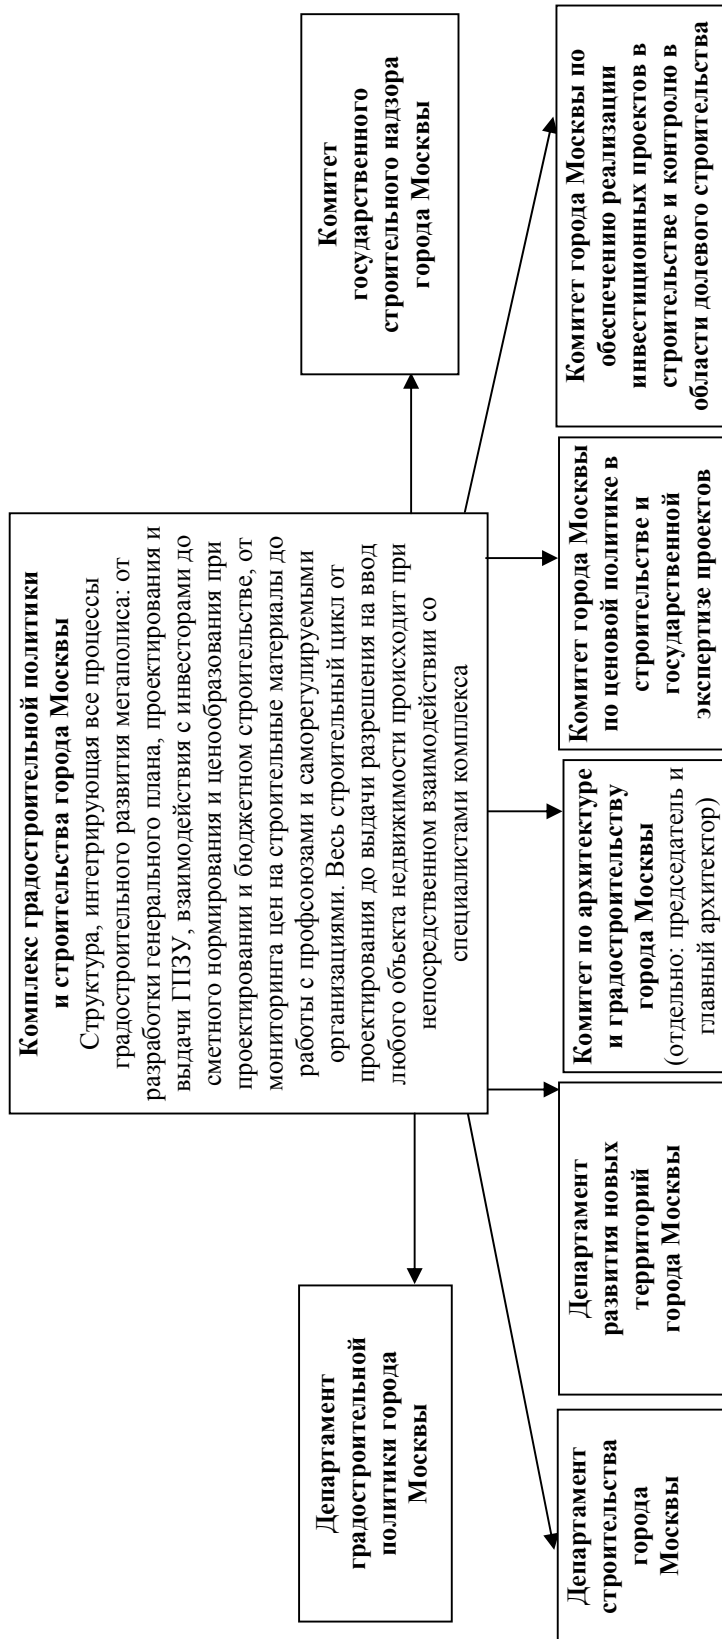 Комплекс градостроительной политики
и строительства города Москвы
Структура, интегрирующая все процессы
градостроительного развития мегаполиса: от
разработки генерального плана, проектирования и
выдачи ГПЗУ, взаимодействия с инвесторами до
сметного нормирования и ценообразования при
проектировании и бюджетном строительстве, от
мониторинга цен на строительные материалы до
работы с профсоюзами и саморегулируемыми
организациями. Весь строительный цикл от
проектирования до выдачи разрешения на ввод
любого объекта недвижимости происходит при
непосредственном взаимодействии со
специалистами комплекса
Департамент
градостроительной
политики города
Москвы
Комитет
государственного
строительного надзора
города Москвы
Департамент
строительства
города
Москвы
Департамент
развития новых
территорий
города Москвы
Комитет по архитектуре
и градостроительству
города Москвы
(отдельно: председатель и
главный архитектор)
Комитет города Москвы
по ценовой политике в
строительстве и
государственной
экспертизе проектов
Комитет города Москвы по
обеспечению реализации
инвестиционных проектов в
строительстве и контролю в
области долевого строительства